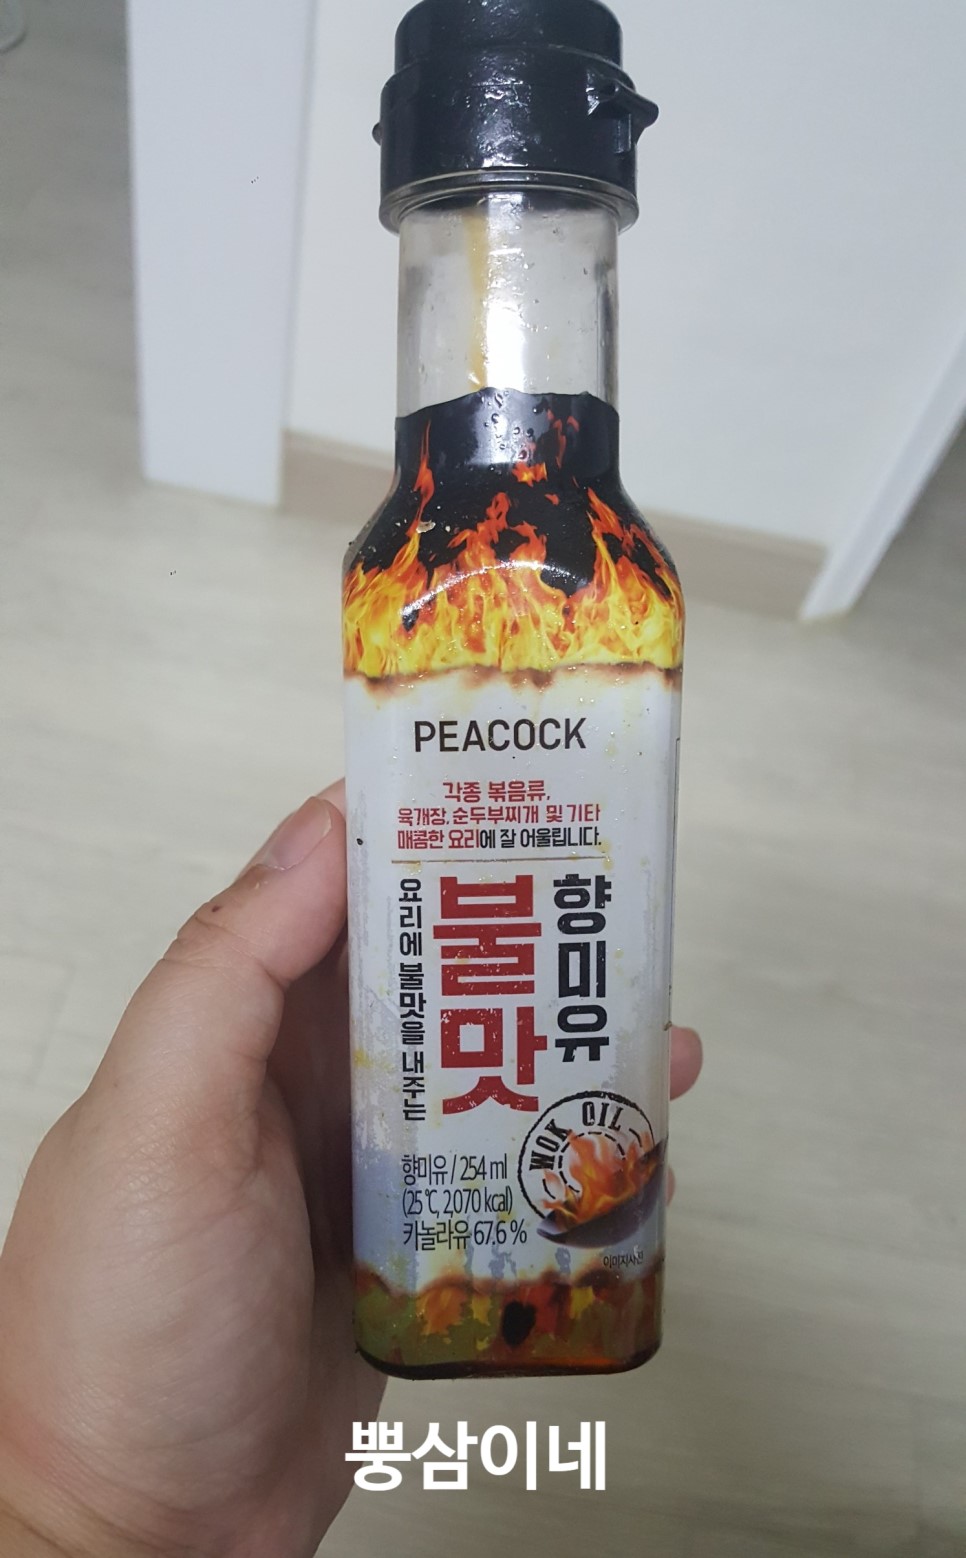 PEACOCK
각종 볶음류,
육개장, 순두부찌개 및 기타
매콤한 요리에 잘 어울립니다.
요리에 불맛을 내주는
불맛
향미유
WOK OIL
향미유 / 254 ml
(25 ℃, 2,070 kcal)
카놀라유 67.6 %
이미지사진
뿅삼이네